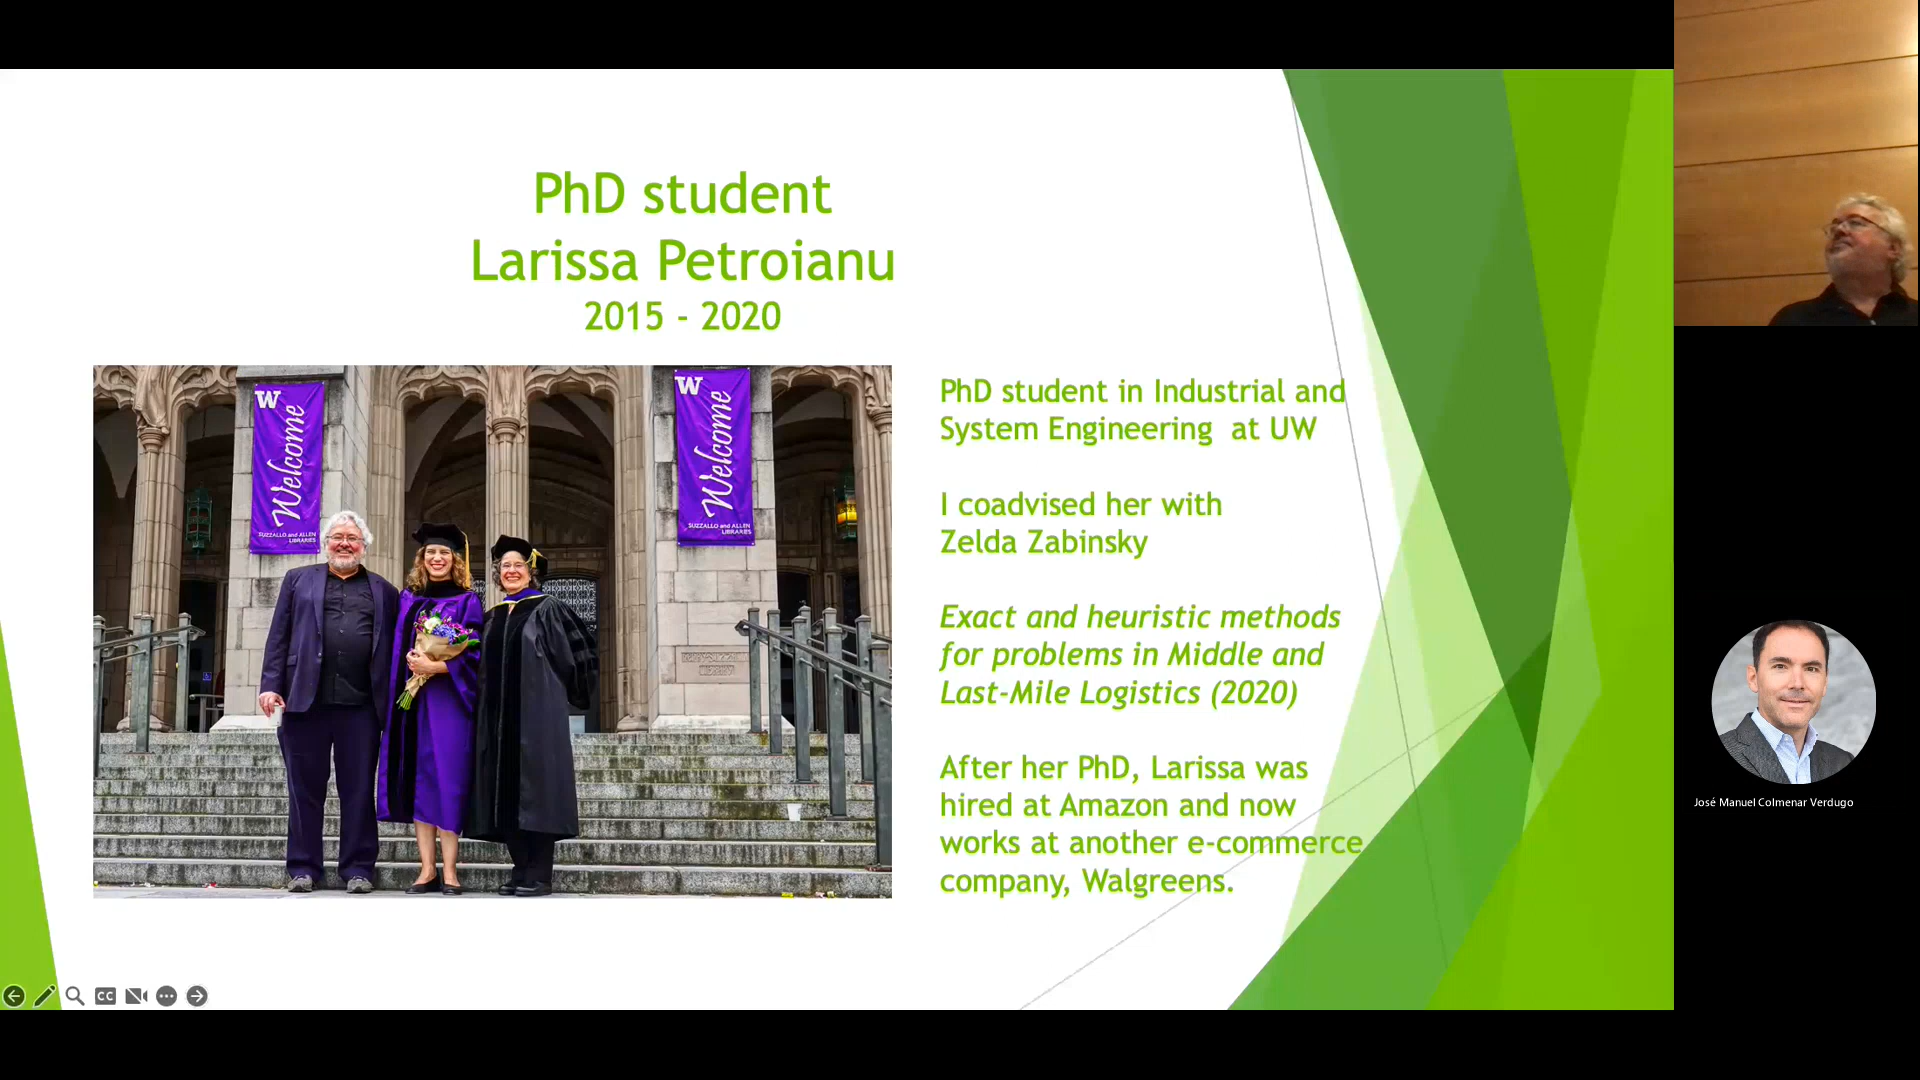 PhD student
Larissa Petroianu
2015 - 2020
W
Welcome
SUZZALLO and ALLEN
LIBRARIES
W
Welcome
SUZZALLO and ALLEN
LIBRARIES
PhD student in Industrial and
System Engineering at UW
I coadvised her with
Zelda Zabinsky
Exact and heuristic methods
for problems in Middle and
Last-Mile Logistics (2020)
After her PhD, Larissa was
hired at Amazon and now
works at another e-commerce
company, Walgreens.
José Manuel Colmenar Verdugo
CC